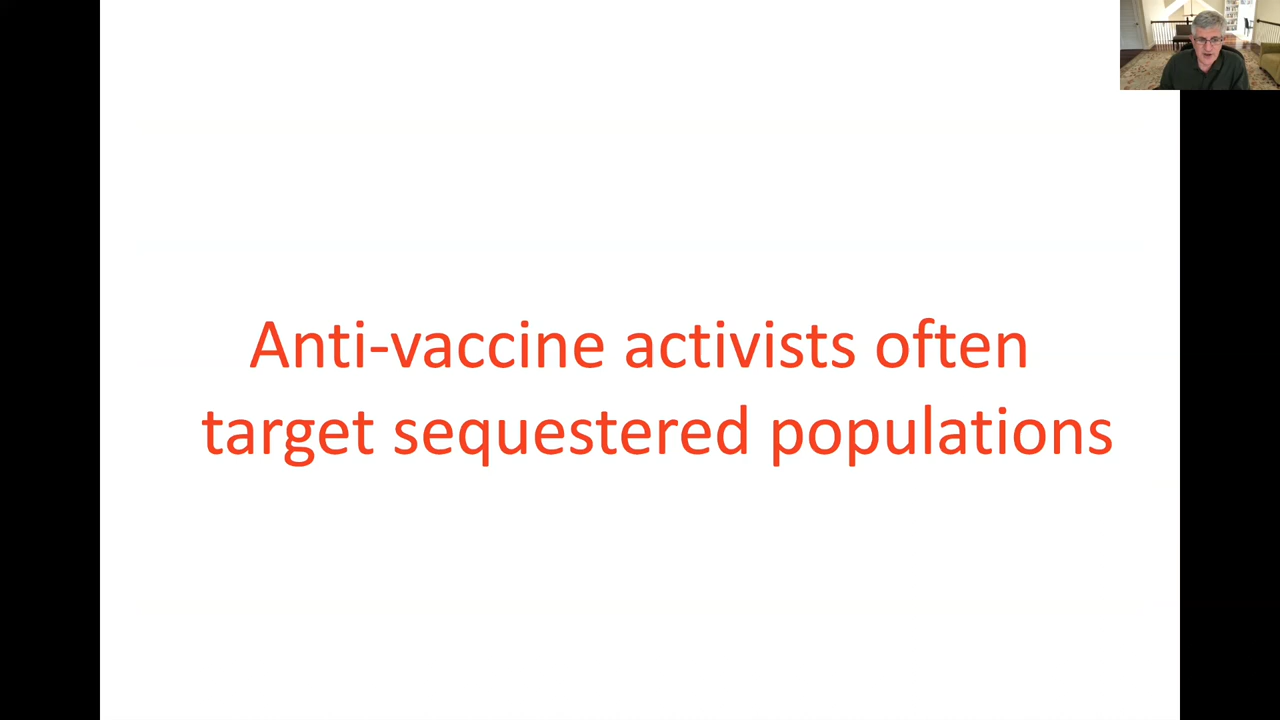 Anti-vaccine activists often
target sequestered populations